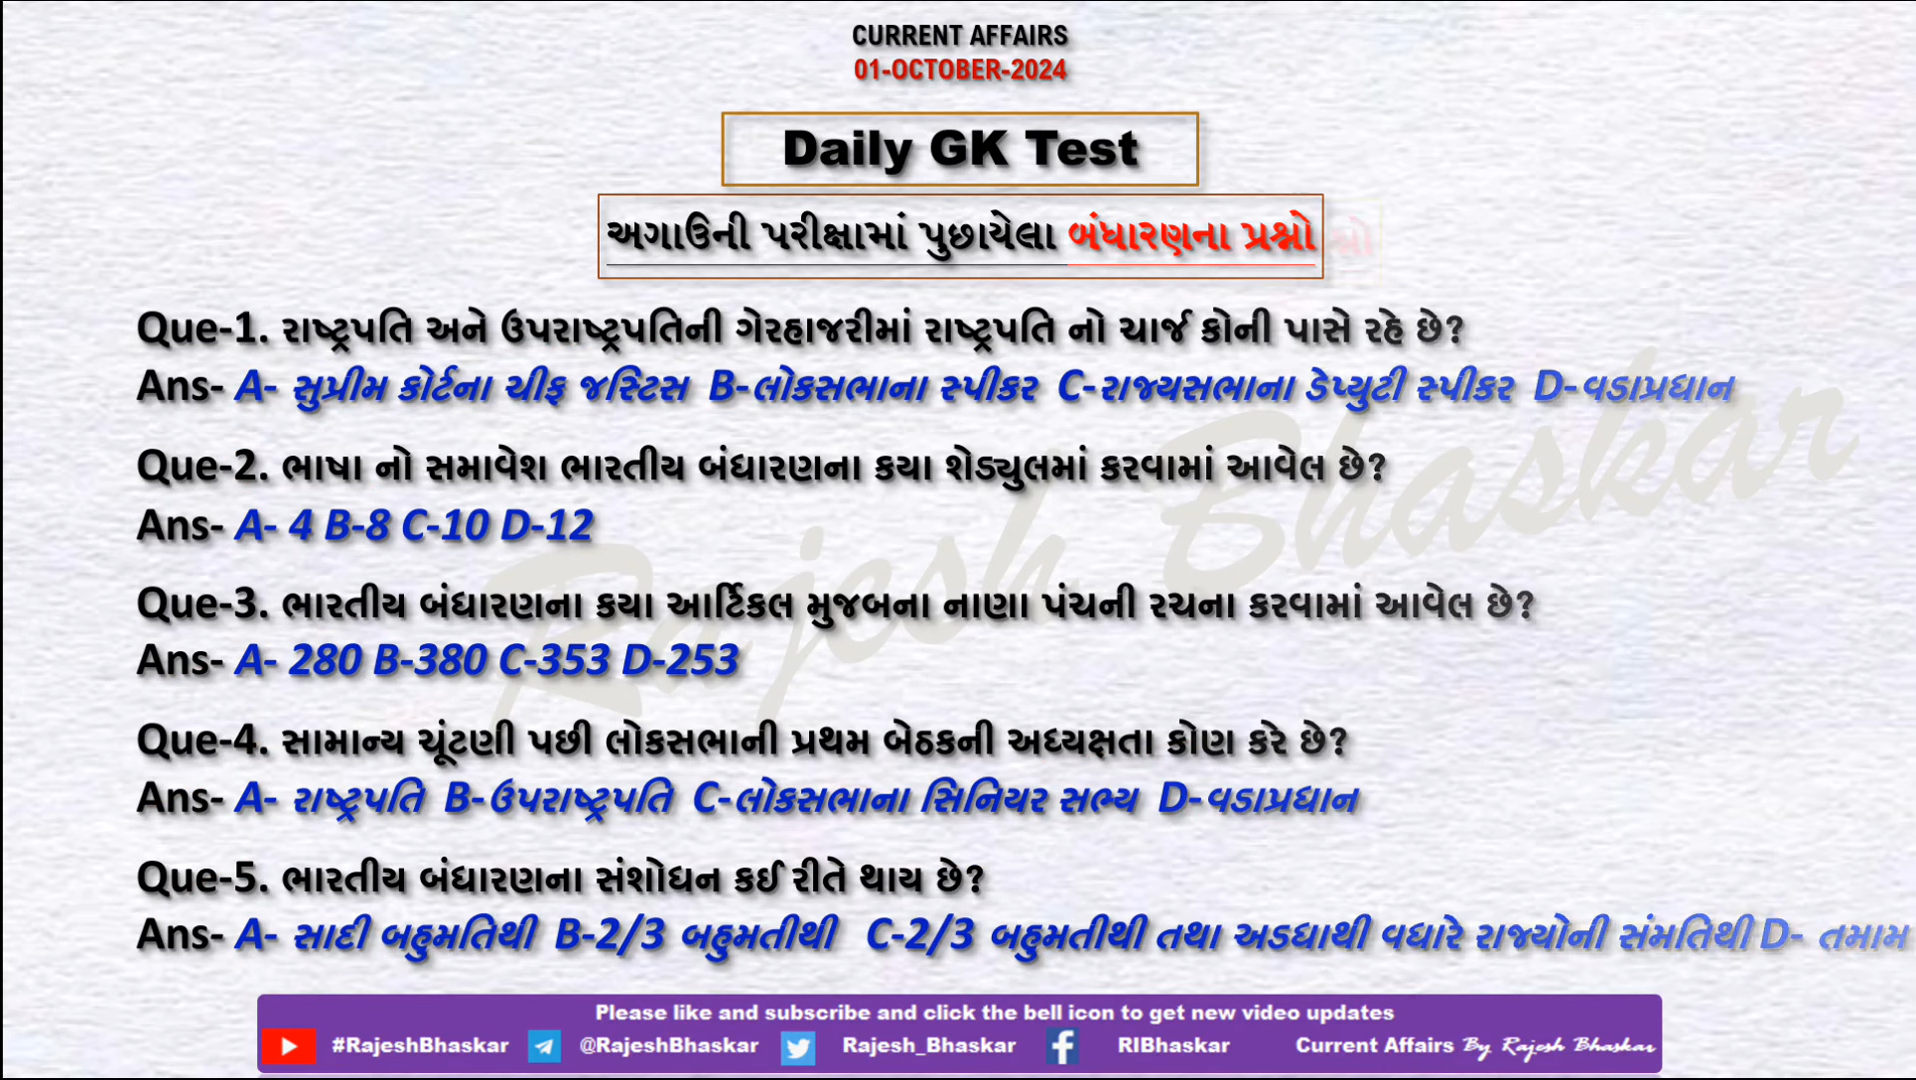 CURRENT AFFAIRS
01-OCTOBER-2024
Daily GK Test
અગાઉની પરીક્ષામાં પુછાયેલા બંધારણના પ્રશ્નો
Que-1. રાષ્ટ્રપતિ અને ઉપરાષ્ટ્રપતિની ગેરહાજરીમાં રાષ્ટ્રપતિ નો ચાર્જ કોની પાસે રહે છે?
Ans- A- સુપ્રીમ કોર્ટના ચીફ જસ્ટિસ B-લોકસભાના સ્પીકર C-રાજ્યસભાના ડેપ્યુટી સ્પીકર D-વડાપ્રધાન
Que-2. ભાષા નો સમાવેશ ભારતીય બંધારણના કયા શેડ્યુલમાં કરવામાં આવેલ છે?
Ans- A- 4 B-8 C-10 D-12
Que-3. ભારતીય બંધારણના કયા આર્ટિકલ મુજબના નાણા પંચની રચના કરવામાં આવેલ છે?
Ans- A- 280 B-380 C-353 D-253
Que-4. સામાન્ય ચૂંટણી પછી લોકસભાની પ્રથમ બેઠકની અધ્યક્ષતા કોણ કરે છે?
Ans- A- રાષ્ટ્રપતિ B-ઉપરાષ્ટ્રપતિ C-લોકસભાના સિનિયર સભ્ય D-વડાપ્રધાન
Que-5. ભારતીય બંધારણના સંશોધન કઈ રીતે થાય છે?
Ans- A- સાદી બહુમતિથી B-2/3 બહુમતીથી C-2/3 બહુમતીથી તથા અડધાથી વધારે રાજ્યોની સંમતિથી D- તમામ
Rajesh Bhaskar
Please like and subscribe and click the bell icon to get new video updates
#RajeshBhaskar @RajeshBhaskar Rajesh_Bhaskar RIBhaskar Current Affairs By Rajesh Bhaskar